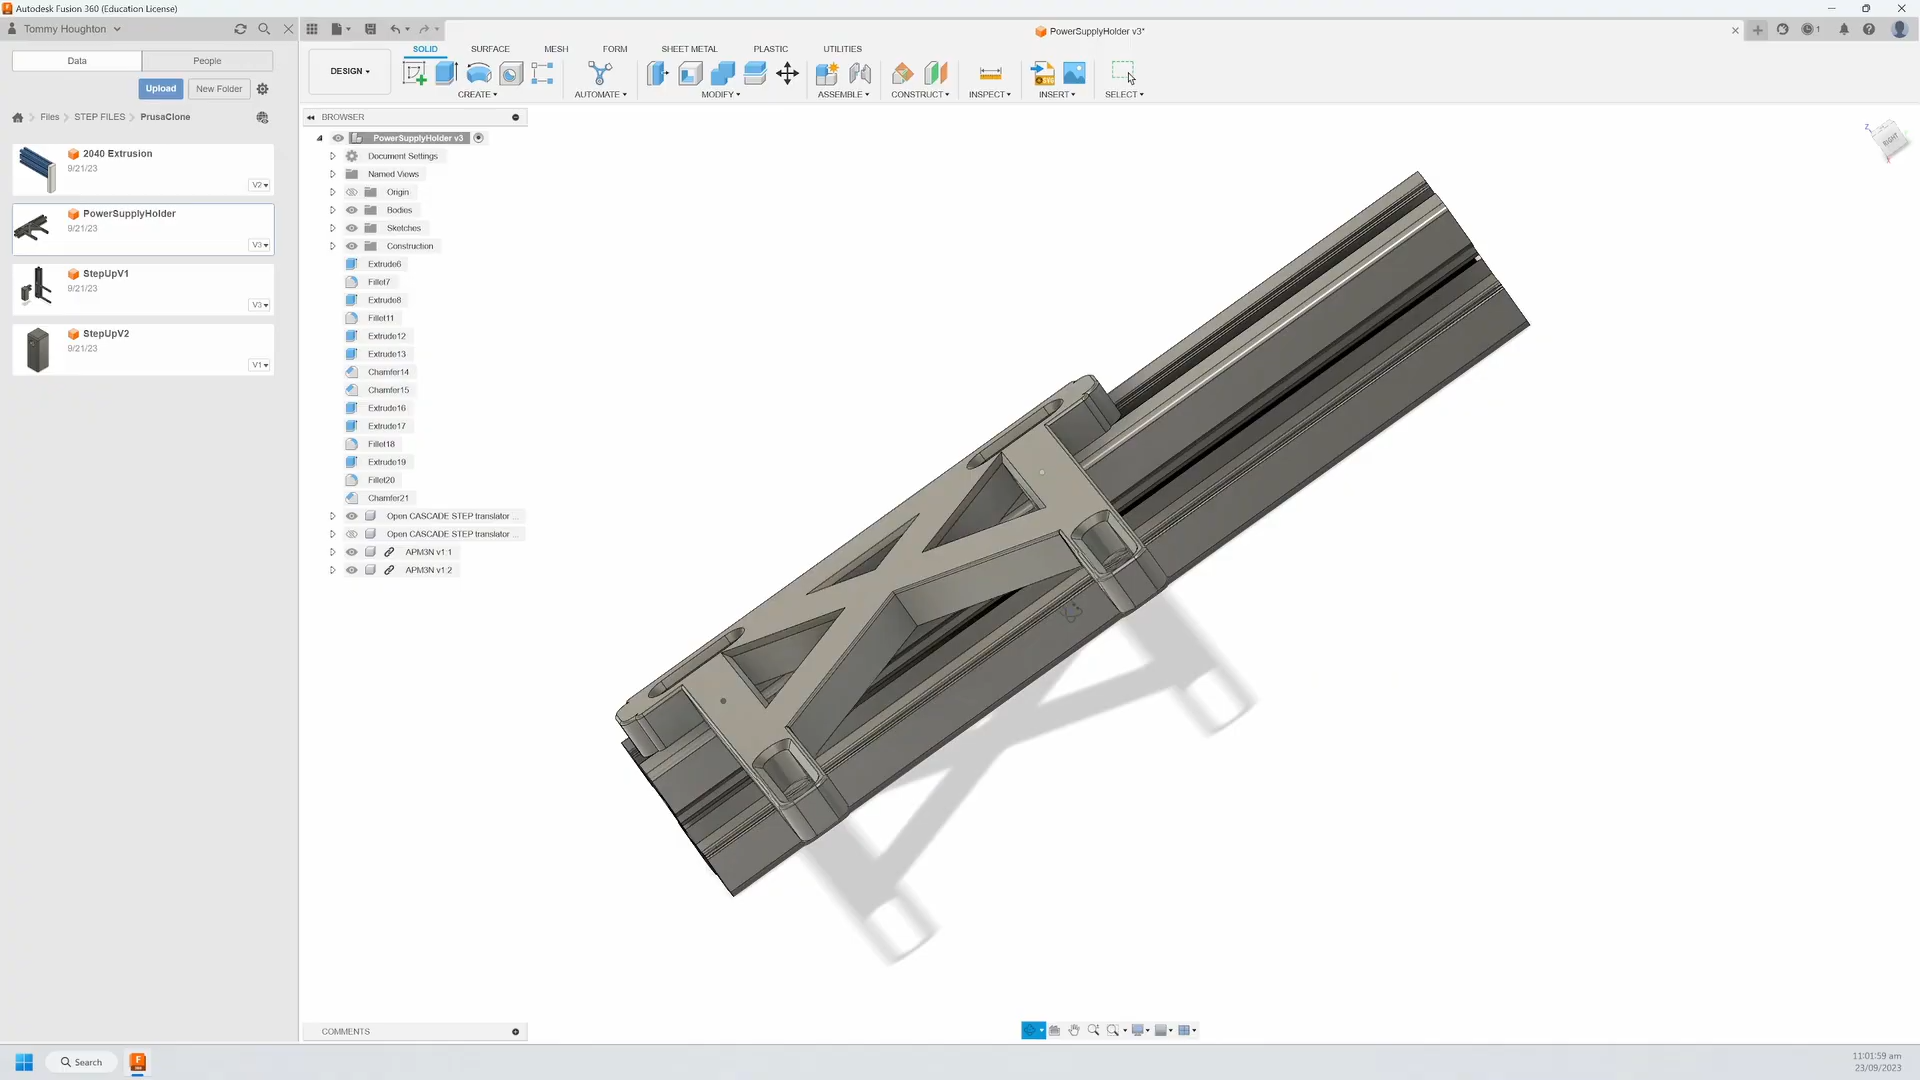 Autodesk Fusion 360 (Education License)
Tommy Houghton
PowerSupplyHolder v3*
1
Data
People
Upload
New Folder
Files
STEP FILES
PrusaClone
2040 Extrusion
9/21/23
V2
PowerSupplyHolder
9/21/23
V3
StepUpV1
9/21/23
V3
StepUpV2
9/21/23
V1
DESIGN
SOLID
SURFACE
MESH
FORM
SHEET METAL
PLASTIC
UTILITIES
CREATE
AUTOMATE
MODIFY
ASSEMBLE
CONSTRUCT
INSPECT
INSERT
SELECT
BROWSER
PowerSupplyHolder v3
Document Settings
Named Views
Origin
Bodies
Sketches
Construction
Extrude6
Fillet7
Extrude8
Fillet11
Extrude12
Extrude13
Chamfer14
Chamfer15
Extrude16
Extrude17
Fillet18
Extrude19
Fillet20
Chamfer21
Open CASCADE STEP translator ...
Open CASCADE STEP translator ...
APM3N v1:1
APM3N v1:2
Z
RIGHT
COMMENTS
Search
11:01:59 am
23/09/2023